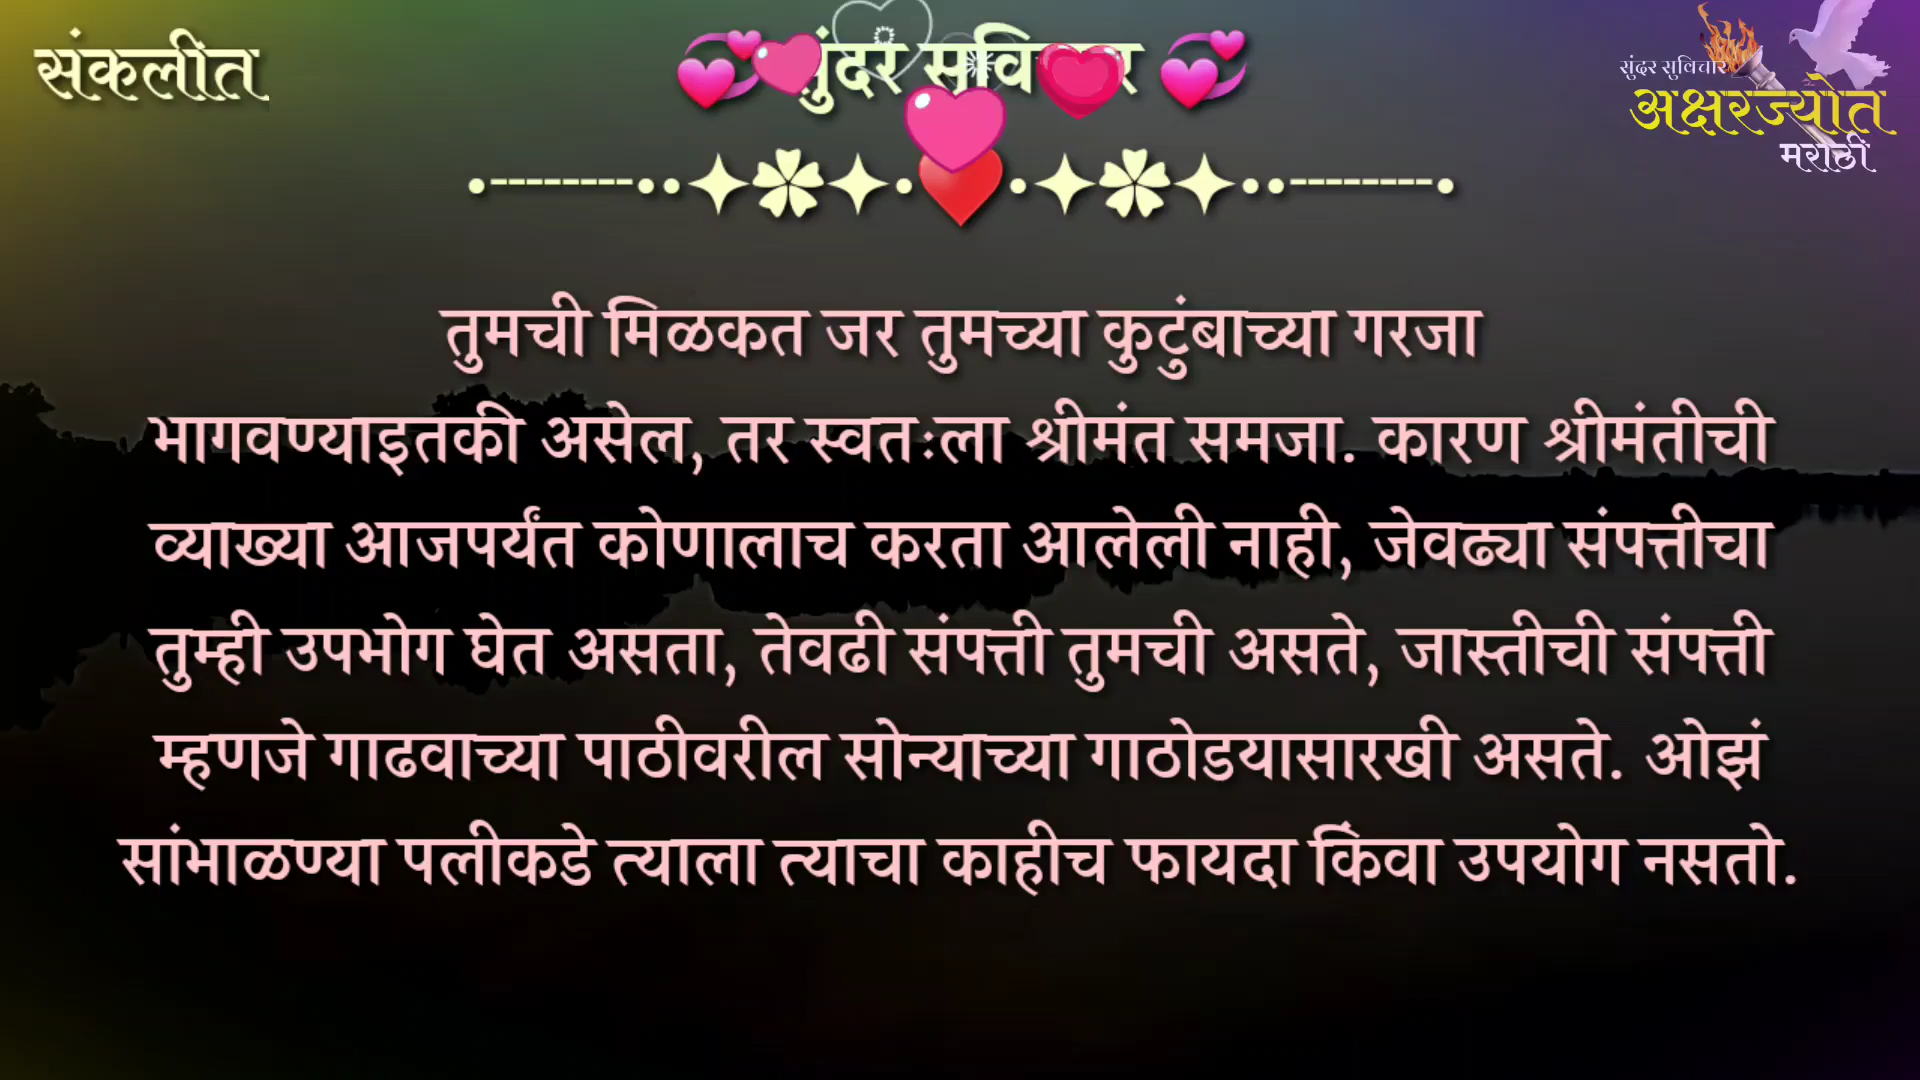 संकलीत
💞 सुंदर सुविचार 💞
सुंदर सुविचार
अक्षरज्योत
मराठी
तुमची मिळकत जर तुमच्या कुटुंबाच्या गरजा
भागवण्याइतकी असेल, तर स्वतःला श्रीमंत समजा. कारण श्रीमंतीची
व्याख्या आजपर्यंत कोणालाच करता आलेली नाही, जेवढ्या संपत्तीचा
तुम्ही उपभोग घेत असता, तेवढी संपत्ती तुमची असते, जास्तीची संपत्ती
म्हणजे गाढवाच्या पाठीवरील सोन्याच्या गाठोडयासारखी असते. ओझं
सांभाळण्या पलीकडे त्याला त्याचा काहीच फायदा किंवा उपयोग नसतो.